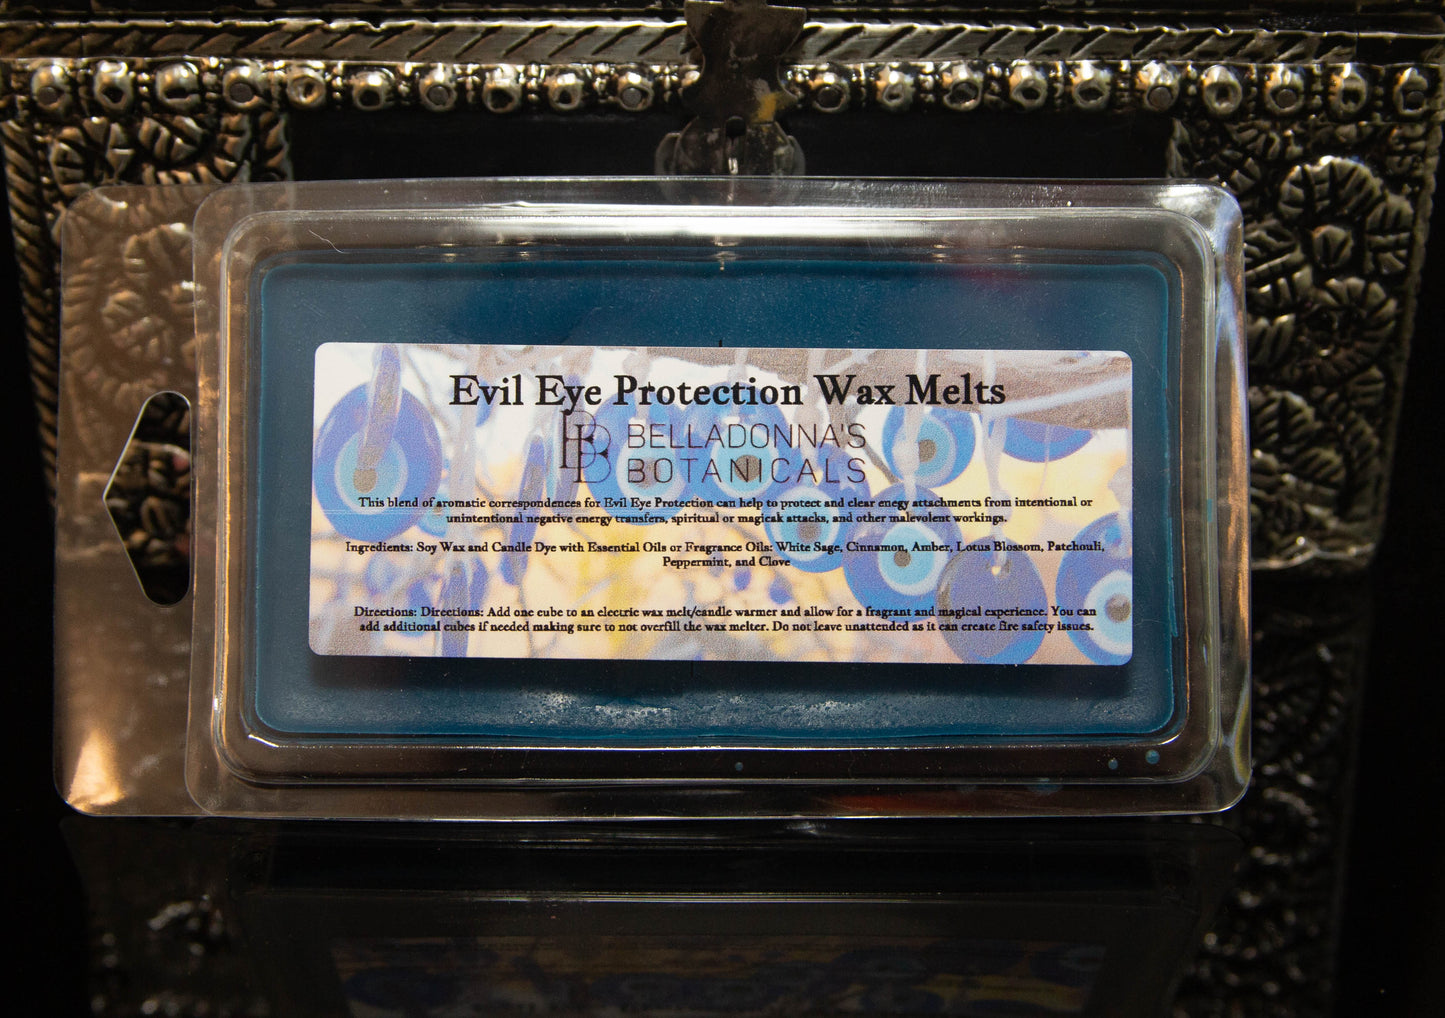 Evil Eye Protection Wax Melts
BB BELLADONNA'S
BOTANICALS
This blend of aromatic correspondences for Evil Eye Protection can help to protect and clear enegy attachments from intentional or
unintentional negative energy transfers, spiritual or magicak attacks, and other malevolent workings.
Ingredients: Soy Wax and Candle Dye with Essential Oils or Fragrance Oils: White Sage, Cinnamon, Amber, Lotus Blossom, Patchouli,
Peppermint, and Clove
Directions: Directions: Add one cube to an electric wax melt/candle warmer and allow for a fragrant and magical experience. You can
add additional cubes if needed making sure to not overfill the wax melter. Do not leave unattended as it can create fire safety issues.